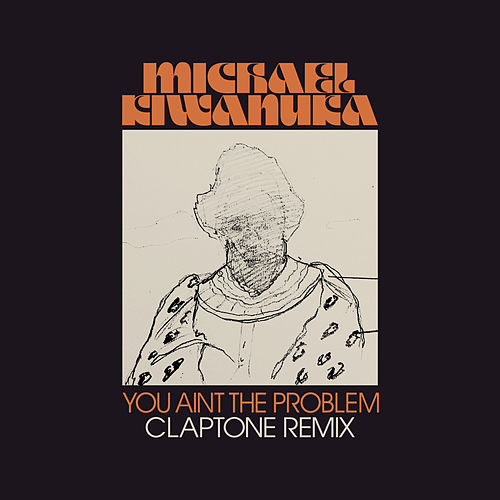 MICHAEL
KIWANUKA
YOU AINT THE PROBLEM
CLAPTONE REMIX